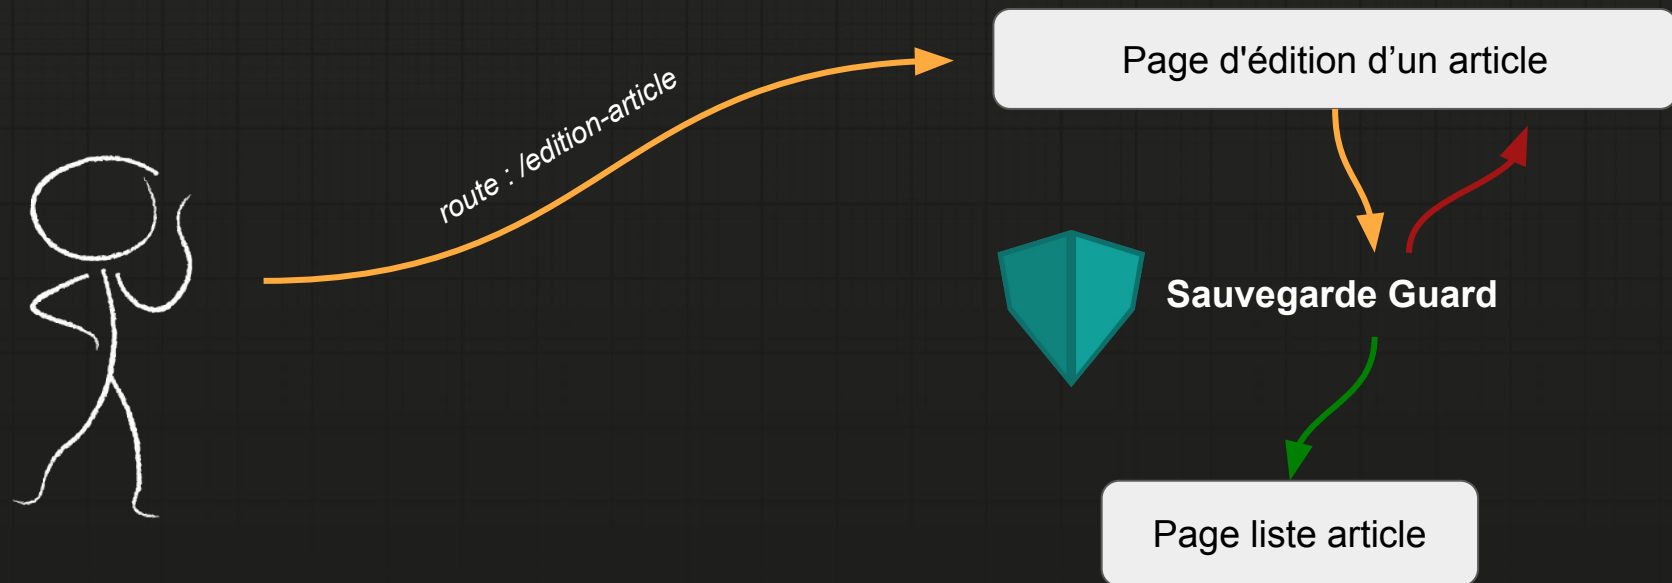 Page d'édition d’un article
route : /edition-article
Sauvegarde Guard
Page liste article